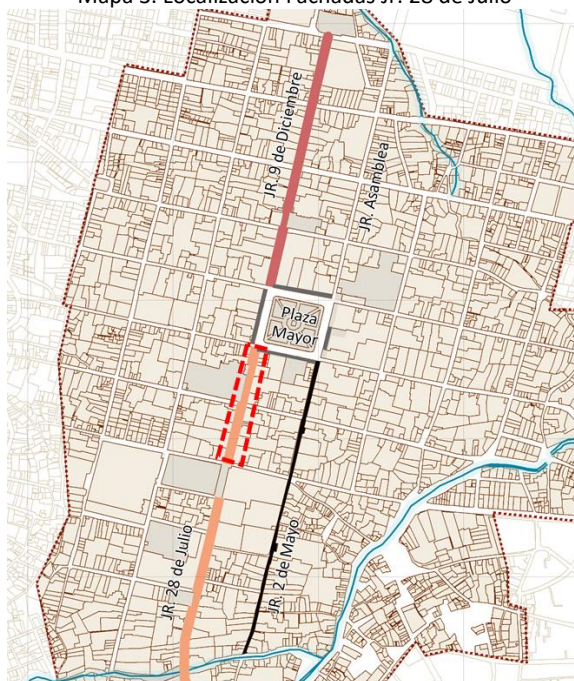 Mapa 3: Localización Fachadas Jr. 28 de Julio
JR. 9 de Diciembre
JR. Asamblea
Plaza
Mayor
JR. 28 de Julio
JR. 2 de Mayo